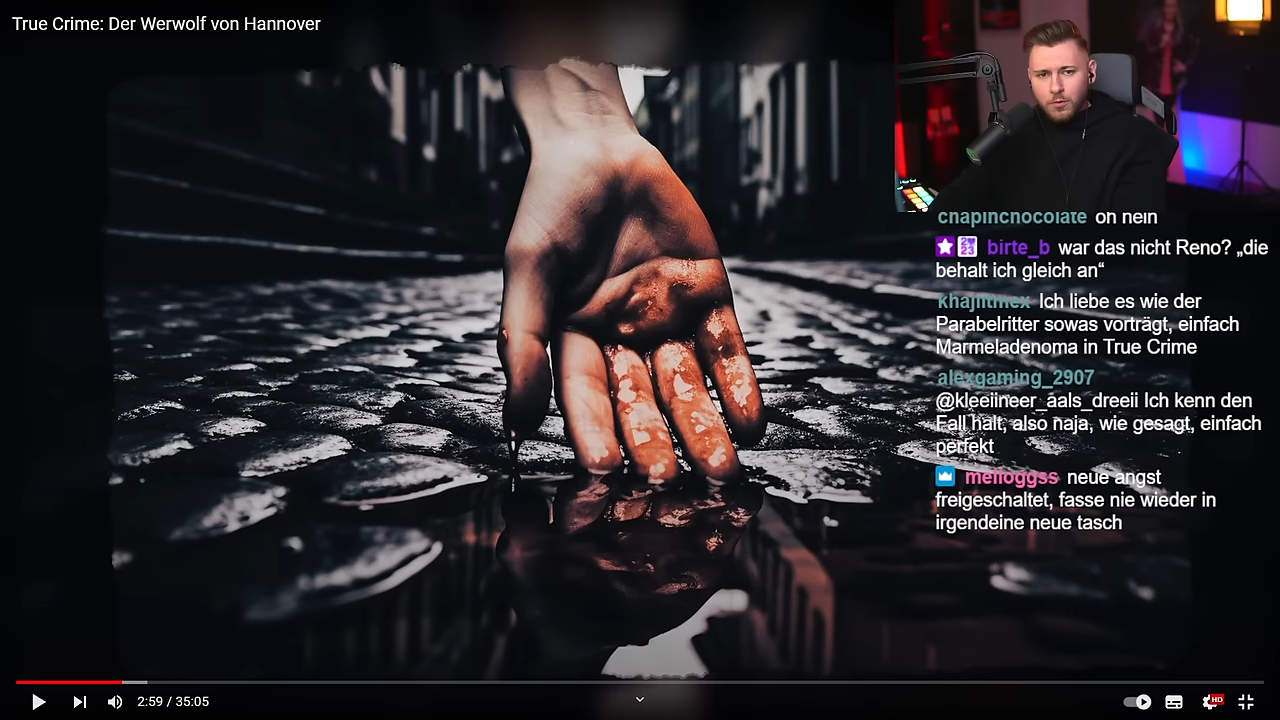 True Crime: Der Werwolf von Hannover
chapinchocolate oh nein
birte_b war das nicht Reno? „die
behalt ich gleich an“
khajiitmex Ich liebe es wie der
Parabelritter sowas vorträgt, einfach
Marmeladenoma in True Crime
alexgaming_2907
@kleeiineer_aals_dreeii Ich kenn den
Fall halt, also naja, wie gesagt, einfach
perfekt
melloggss neue angst
freigeschaltet, fasse nie wieder in
irgendeine neue tasch
2:59 / 35:05
HD